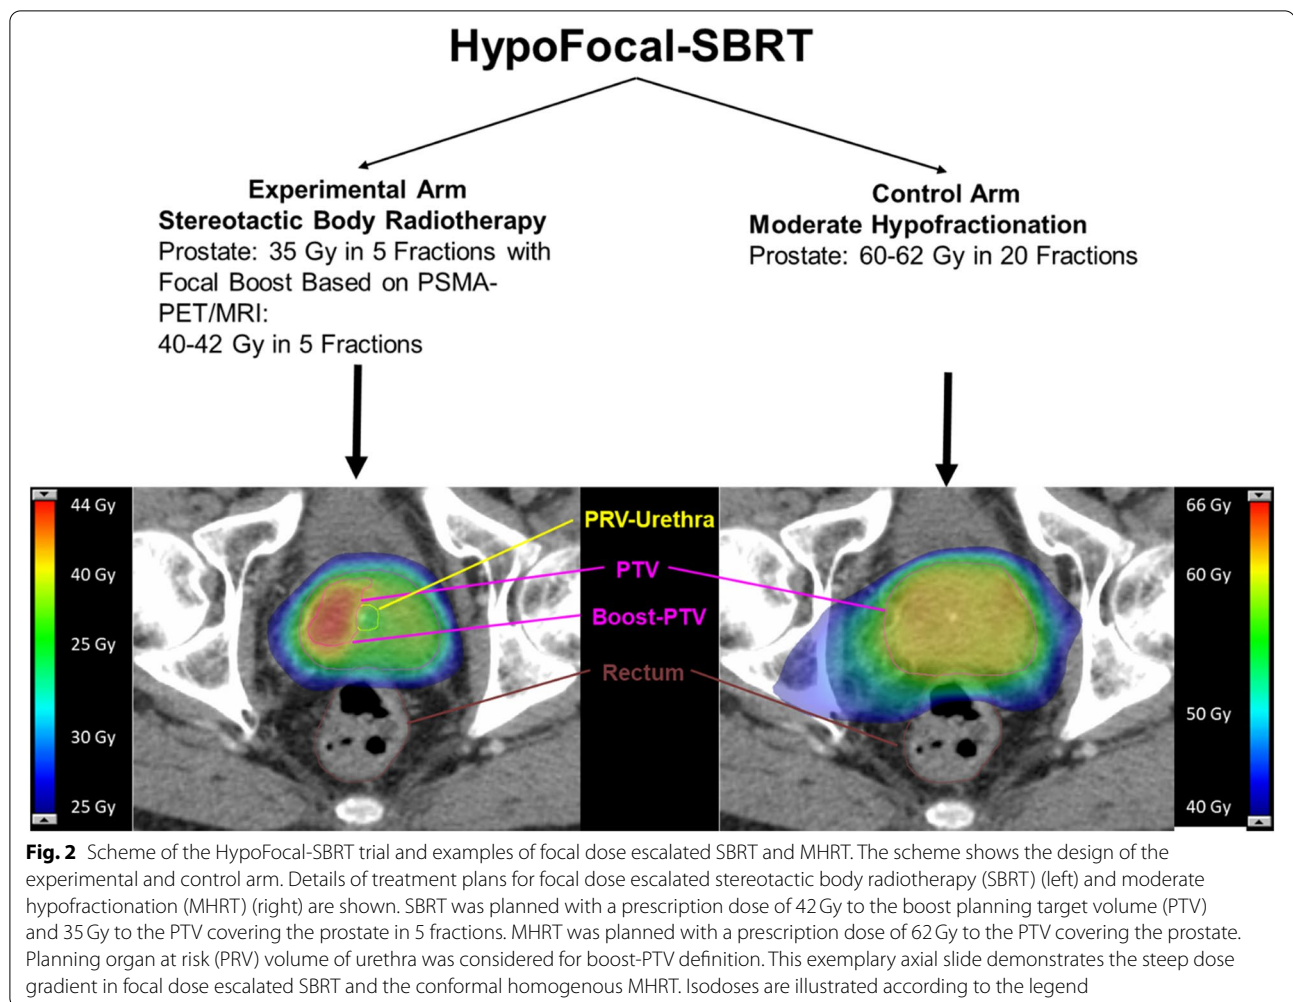 HypoFocal-SBRT
Experimental Arm
Stereotactic Body Radiotherapy
Prostate: 35 Gy in 5 Fractions with
Focal Boost Based on PSMA-
PET/MRI:
40-42 Gy in 5 Fractions
Control Arm
Moderate Hypofractionation
Prostate: 60-62 Gy in 20 Fractions
44 Gy
40 Gy
25 Gy
30 Gy
25 Gy
PRV-Urethra
PTV
Boost-PTV
Rectum
66 Gy
60 Gy
50 Gy
40 Gy
Fig. 2 Scheme of the HypoFocal-SBRT trial and examples of focal dose escalated SBRT and MHRT. The scheme shows the design of the
experimental and control arm. Details of treatment plans for focal dose escalated stereotactic body radiotherapy (SBRT) (left) and moderate
hypofractionation (MHRT) (right) are shown. SBRT was planned with a prescription dose of 42 Gy to the boost planning target volume (PTV)
and 35 Gy to the PTV covering the prostate in 5 fractions. MHRT was planned with a prescription dose of 62 Gy to the PTV covering the prostate.
Planning organ at risk (PRV) volume of urethra was considered for boost-PTV definition. This exemplary axial slide demonstrates the steep dose
gradient in focal dose escalated SBRT and the conformal homogenous MHRT. Isodoses are illustrated according to the legend